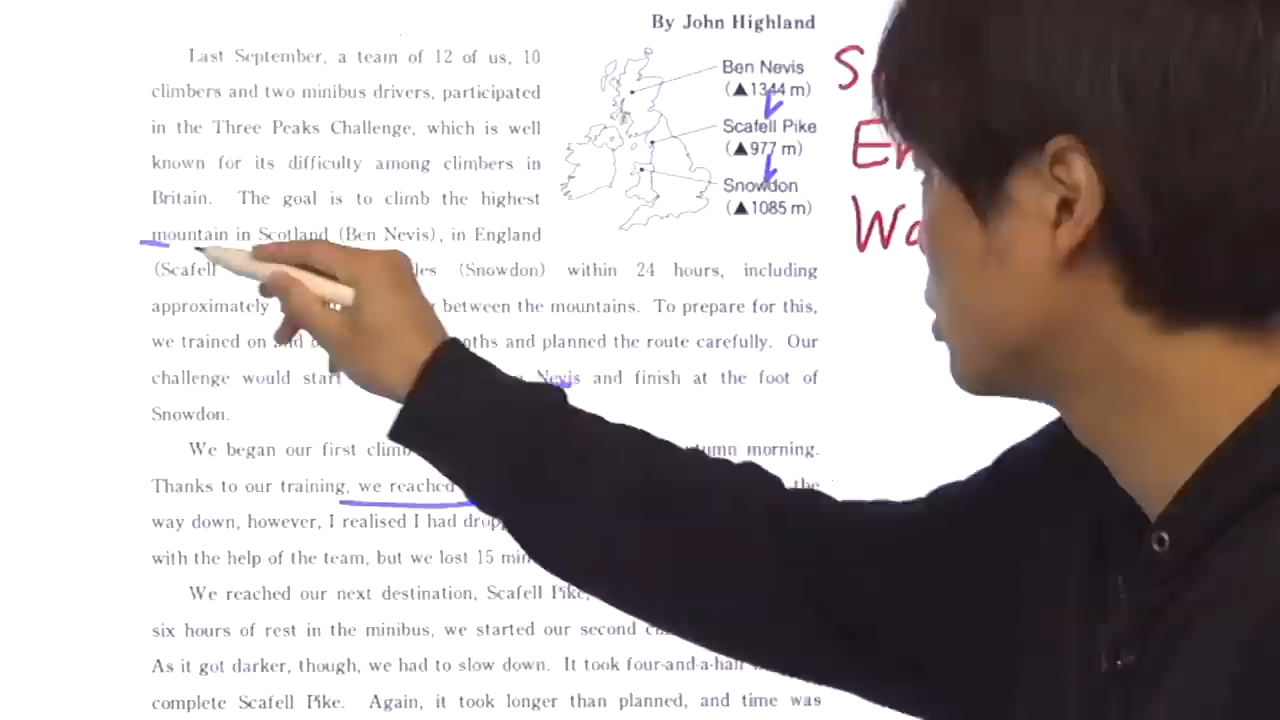 By John Highland
Last September, a team of 12 of us, 10
climbers and two minibus drivers, participated
in the Three Peaks Challenge, which is well
known for its difficulty among climbers in
Britain. The goal is to climb the highest
mountain in Scotland (Ben Nevis), in England
(Scafell (Snowdon) within 24 hours, including
approximately between the mountains. To prepare for this,
we trained on and and planned the route carefully. Our
challenge would start Nevis and finish at the foot of
Snowdon.
We began our first climb morning.
Thanks to our training, we reached the
way down, however, I realised I had
with the help of the team, but we lost 15
We reached our next destination, Scafell Pike,
six hours of rest in the minibus, we started our second
As it got darker, though, we had to slow down. It took four-and-a-half
complete Scafell Pike. Again, it took longer than planned, and time was
Ben Nevis
(▲1344 m)
Scafell Pike
(▲977 m)
Snowdon
(▲1085 m)